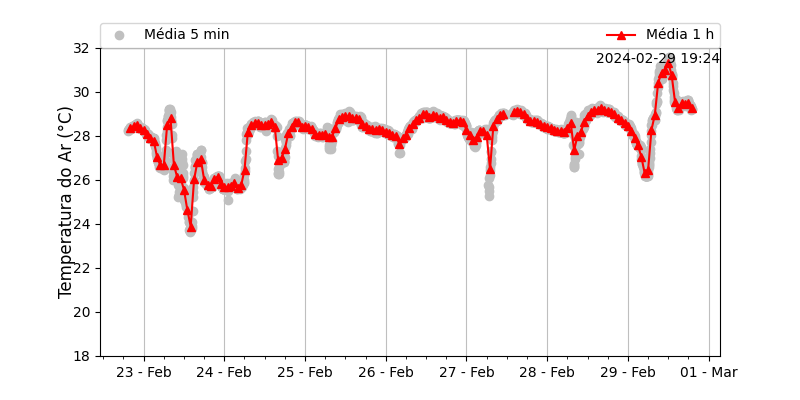 Média 5 min
Média 1 h
2024-02-29 19:24
Temperatura do Ar (°C)
32
30
28
26
24
22
20
18
23 - Feb
24 - Feb
25 - Feb
26 - Feb
27 - Feb
28 - Feb
29 - Feb
01 - Mar